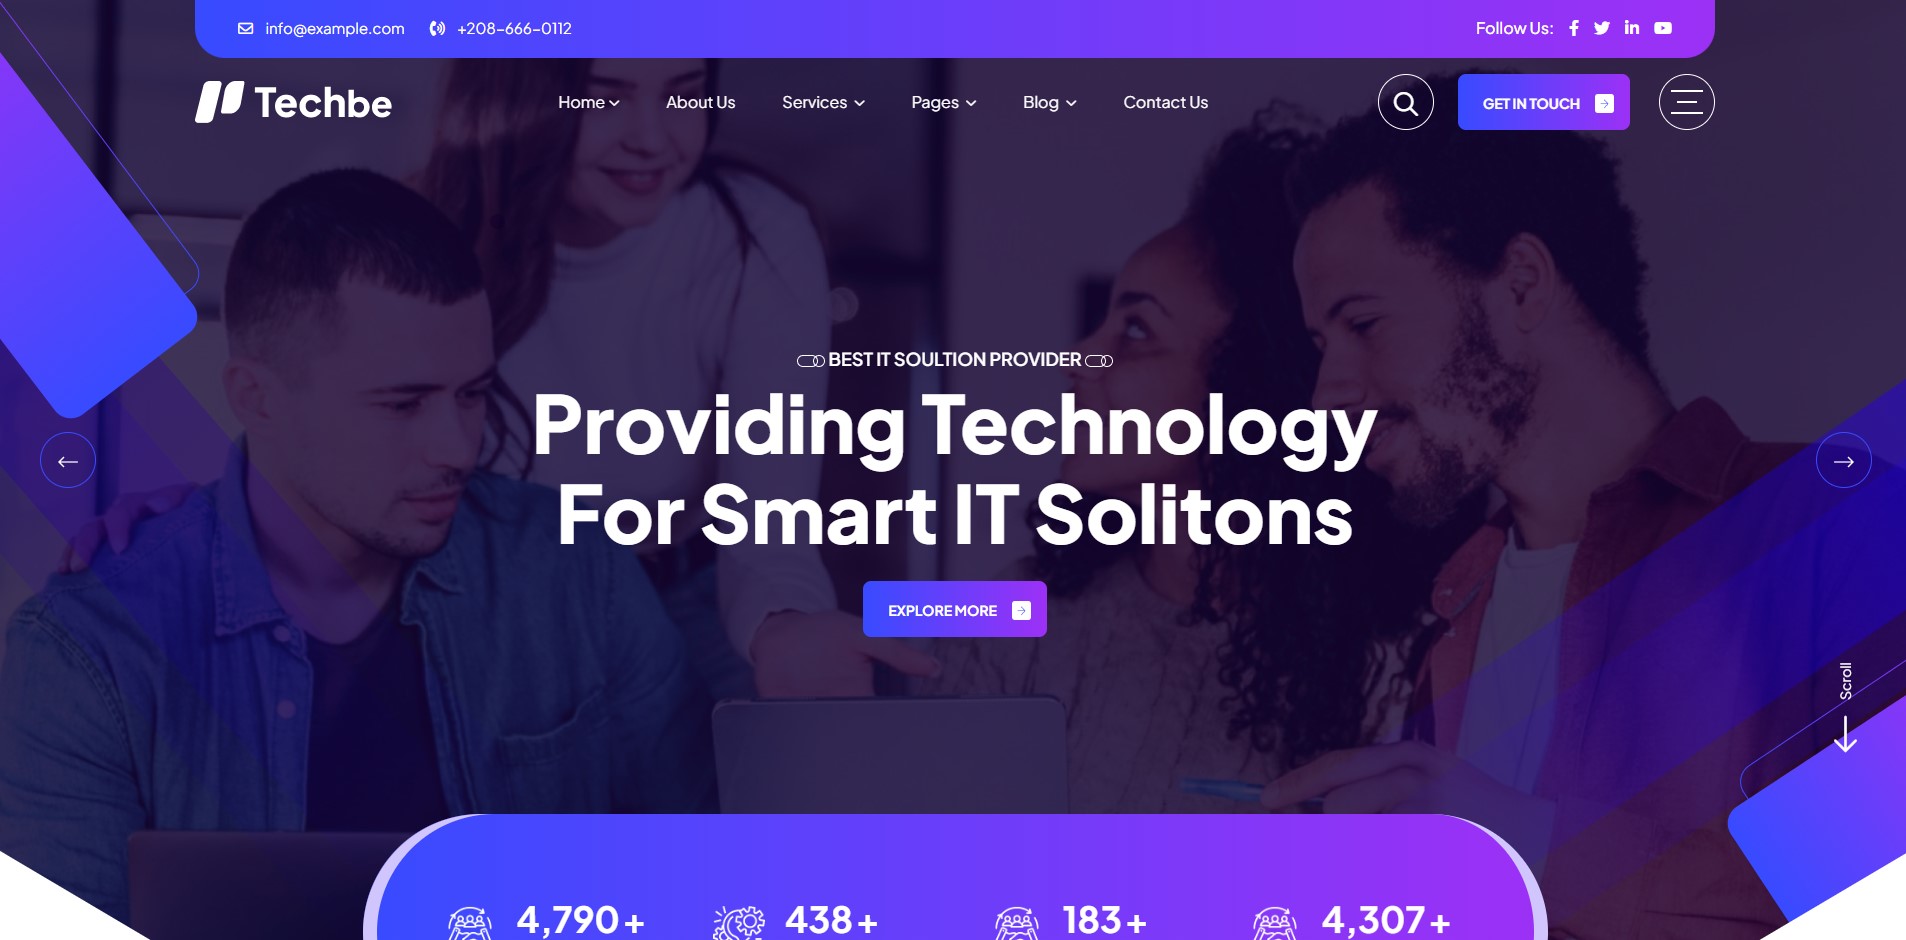 info@example.com +208-666-0112 Follow Us:
Techbe
Home About Us Services Pages Blog Contact Us
GET IN TOUCH
BEST IT SOULTION PROVIDER
Providing Technology
For Smart IT Solitons
EXPLORE MORE
Scroll
4,790+ 438+ 183+ 4,307+